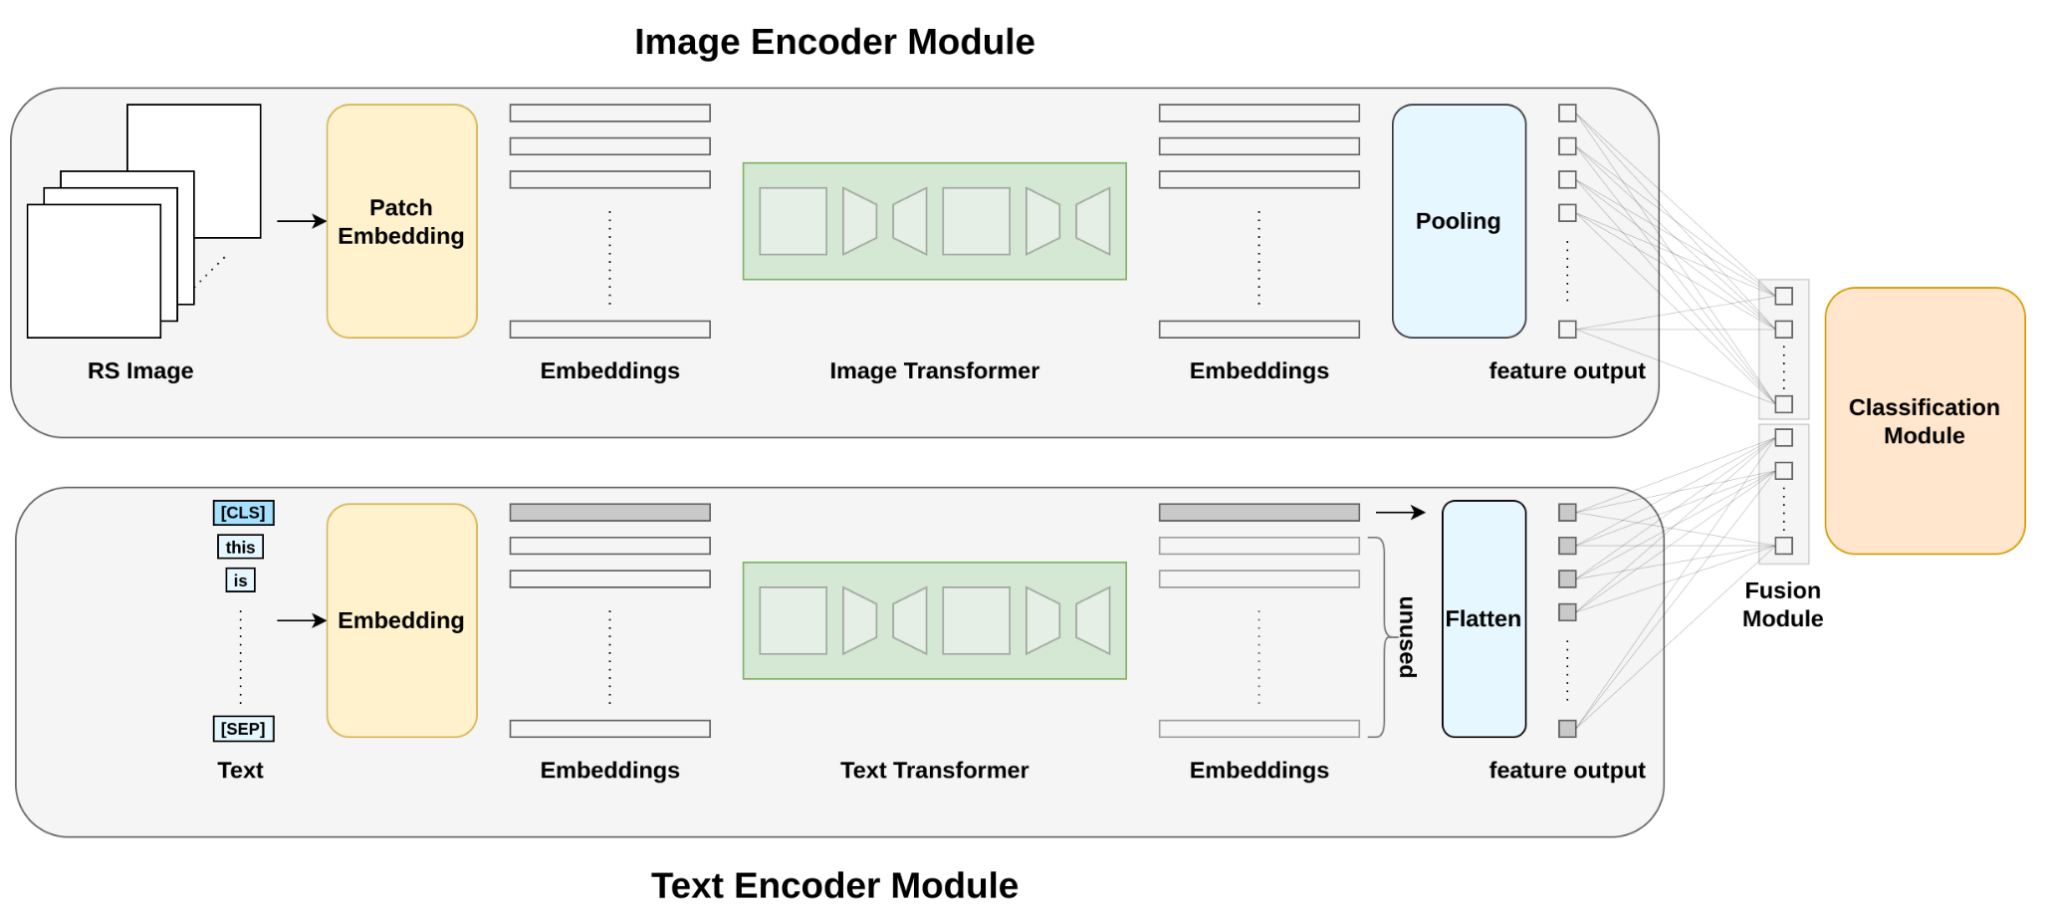 Image Encoder Module
Patch
Embedding
Pooling
RS Image
Embeddings
Image Transformer
Embeddings
feature output
Classification
Module
[CLS]
this
is
[SEP]
Text
Embedding
Embeddings
Text Transformer
Embeddings
unused
Flatten
feature output
Fusion
Module
Text Encoder Module